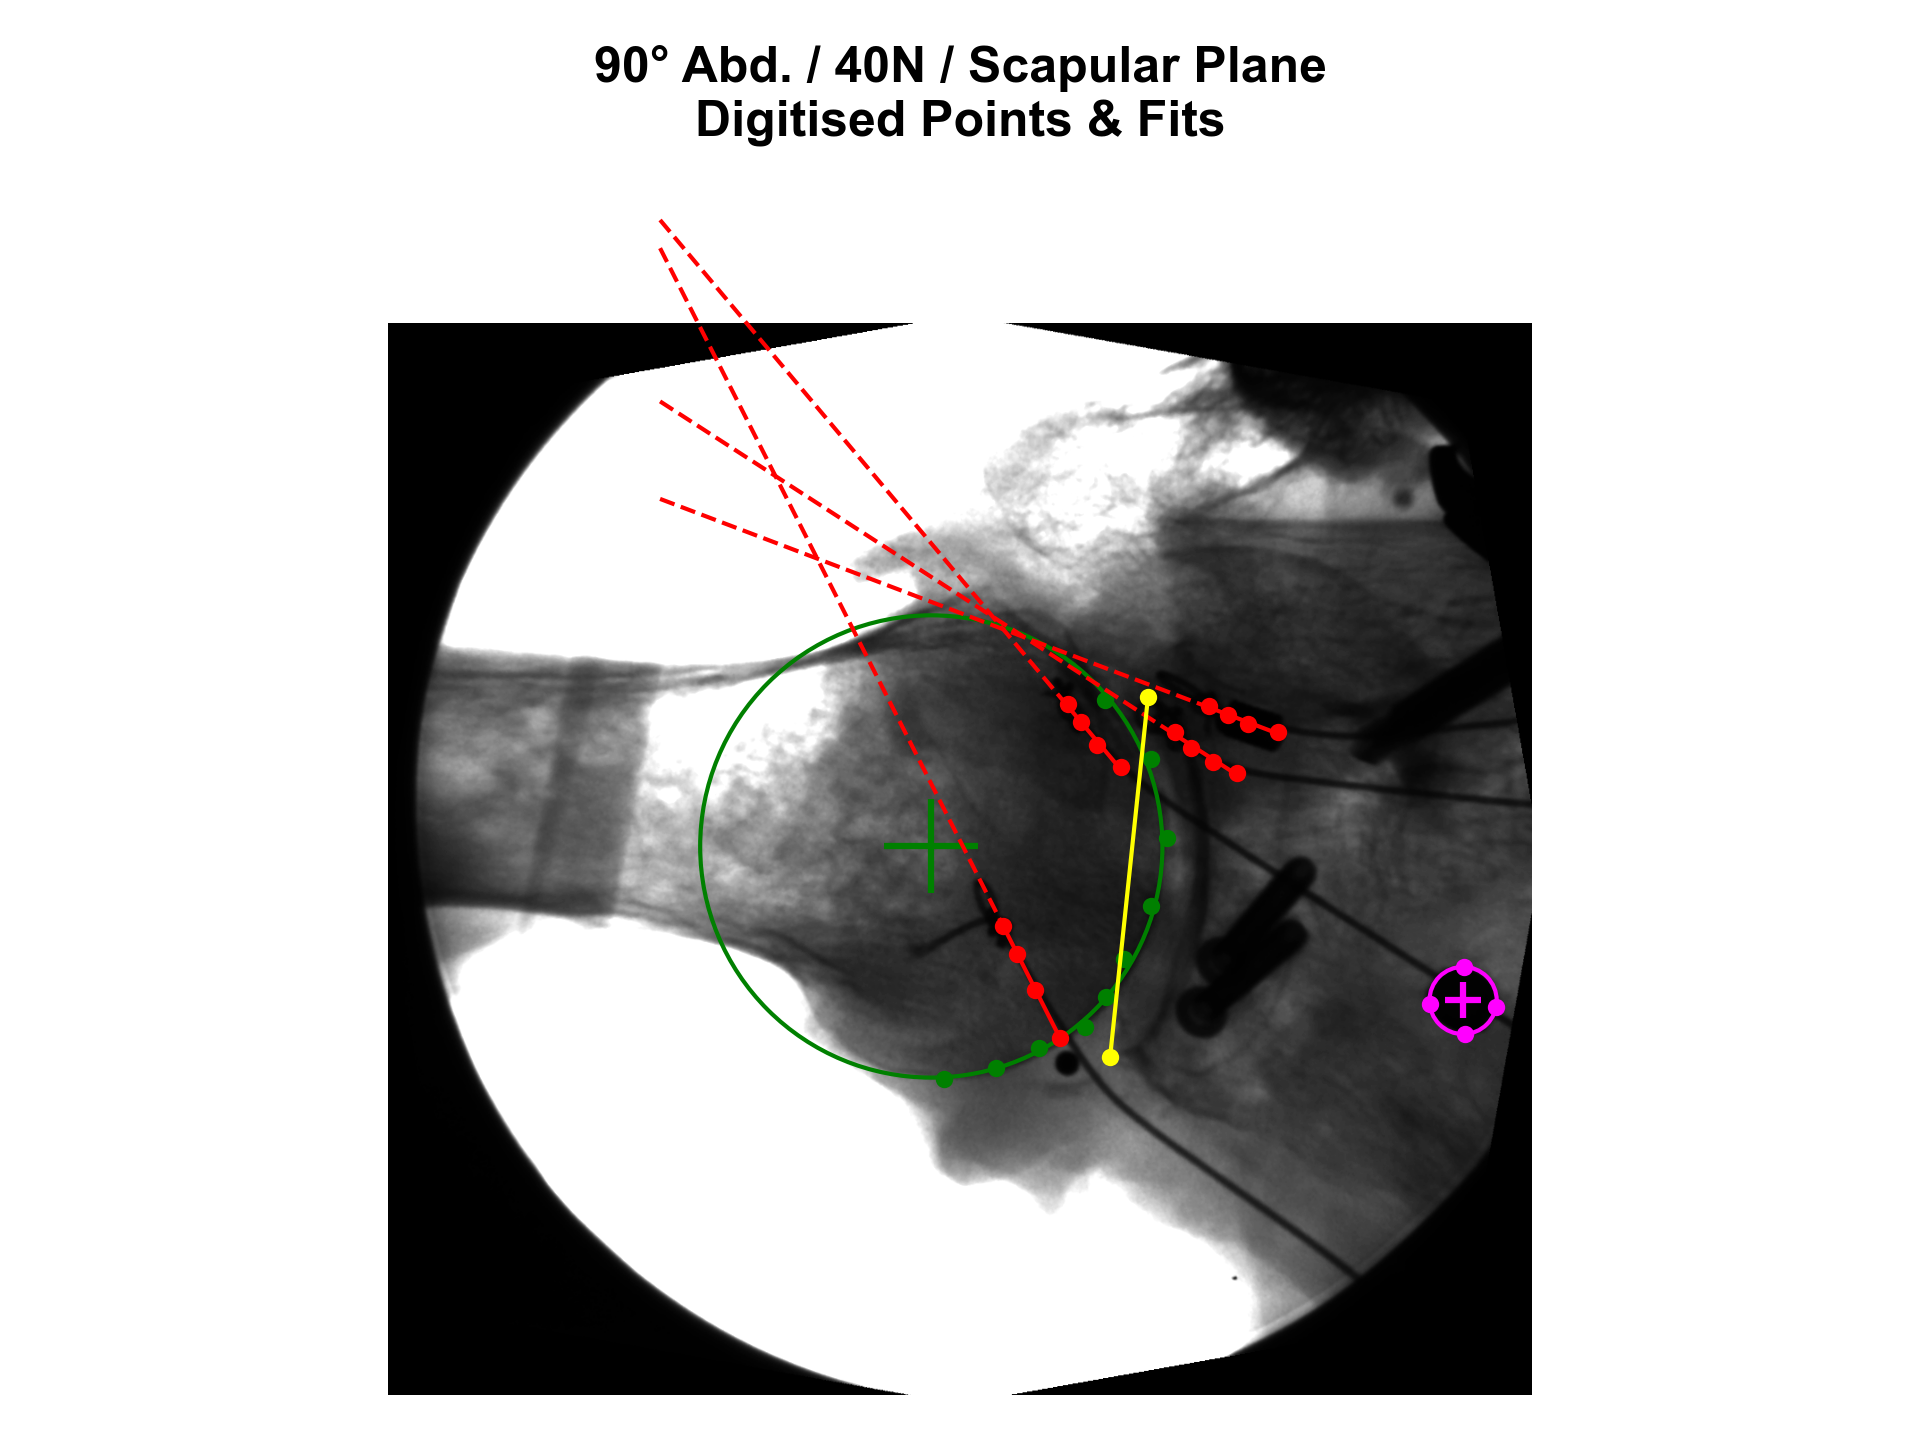 90° Abd. / 40N / Scapular Plane
Digitised Points & Fits